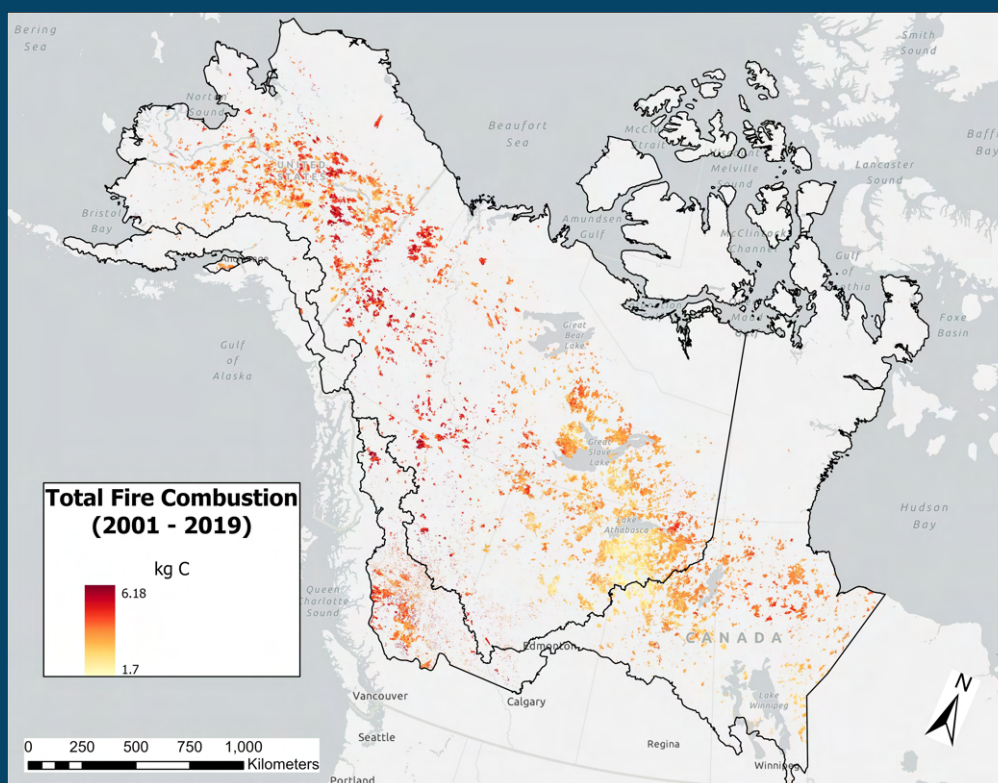 Bering
Sea
Smith
Sound
Norton
Sound
Beaufort
Sea
Baffin
Bay
Melville
Sound
Lancaster
Sound
UNITED
STATES
Bristol
Bay
Amundsen
Gulf
McClintock
Channel
Gulf
of
Foxe
Basin
Great
Bear
Lake
Gulf
of
Alaska
Great
Slave
Lake
Hudson
Bay
Total Fire Combustion
(2001 - 2019)
kg C
6.18
1.7
Lake
Athabasca
Queen
Charlotte
Sound
CANADA
Edmonton
N
Vancouver
Calgary
Lake
Winnipeg
Seattle
Regina
Winnipeg
0 250 500 750 1,000
Kilometers
Portland